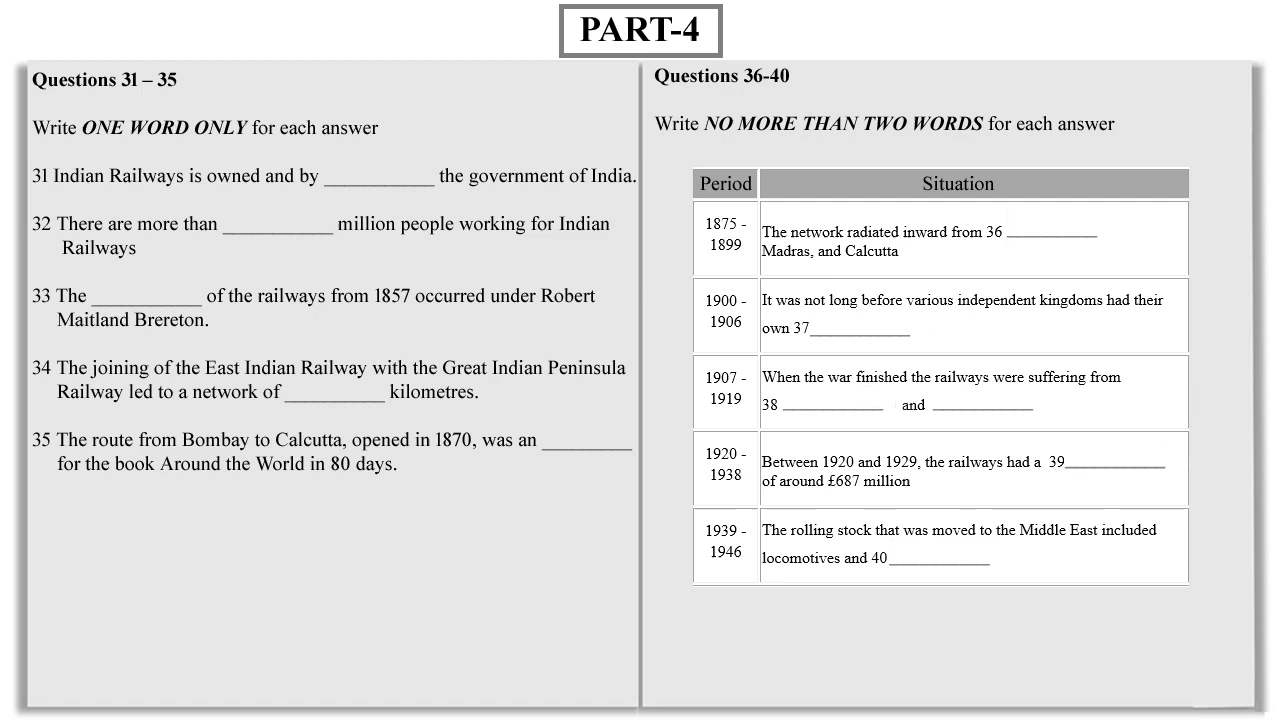 PART-4
Questions 31 – 35
Write ONE WORD ONLY for each answer
31 Indian Railways is owned and by ___________ the government of India.
32 There are more than ___________ million people working for Indian
Railways
33 The ___________ of the railways from 1857 occurred under Robert
Maitland Brereton.
34 The joining of the East Indian Railway with the Great Indian Peninsula
Railway led to a network of __________ kilometres.
35 The route from Bombay to Calcutta, opened in 1870, was an _________
for the book Around the World in 80 days.
Questions 36-40
Write NO MORE THAN TWO WORDS for each answer
Period Situation
1875 -
1899
The network radiated inward from 36 ___________
Madras, and Calcutta
1900 -
1906
It was not long before various independent kingdoms had their
own 37____________
1907 -
1919
When the war finished the railways were suffering from
38 ____________ and ____________
1920 -
1938
Between 1920 and 1929, the railways had a 39____________
of around £687 million
1939 -
1946
The rolling stock that was moved to the Middle East included
locomotives and 40____________